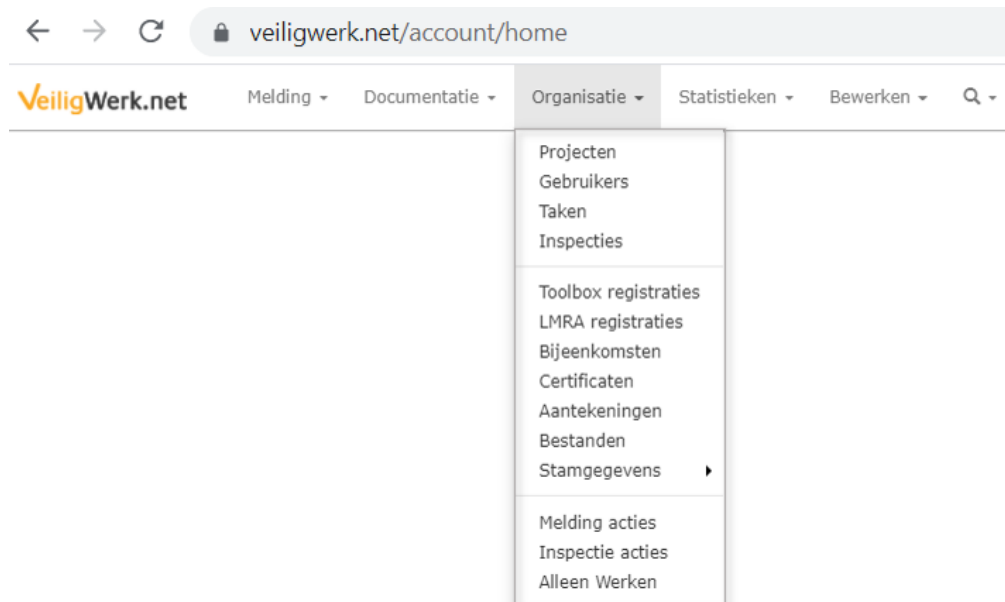 veiligwerk.net/account/home
VeiligWerk.net Melding Documentatie Organisatie Statistieken Bewerken
Projecten
Gebruikers
Taken
Inspecties
Toolbox registraties
LMRA registraties
Bijeenkomsten
Certificaten
Aantekeningen
Bestanden
Stamgegevens
Melding acties
Inspectie acties
Alleen Werken